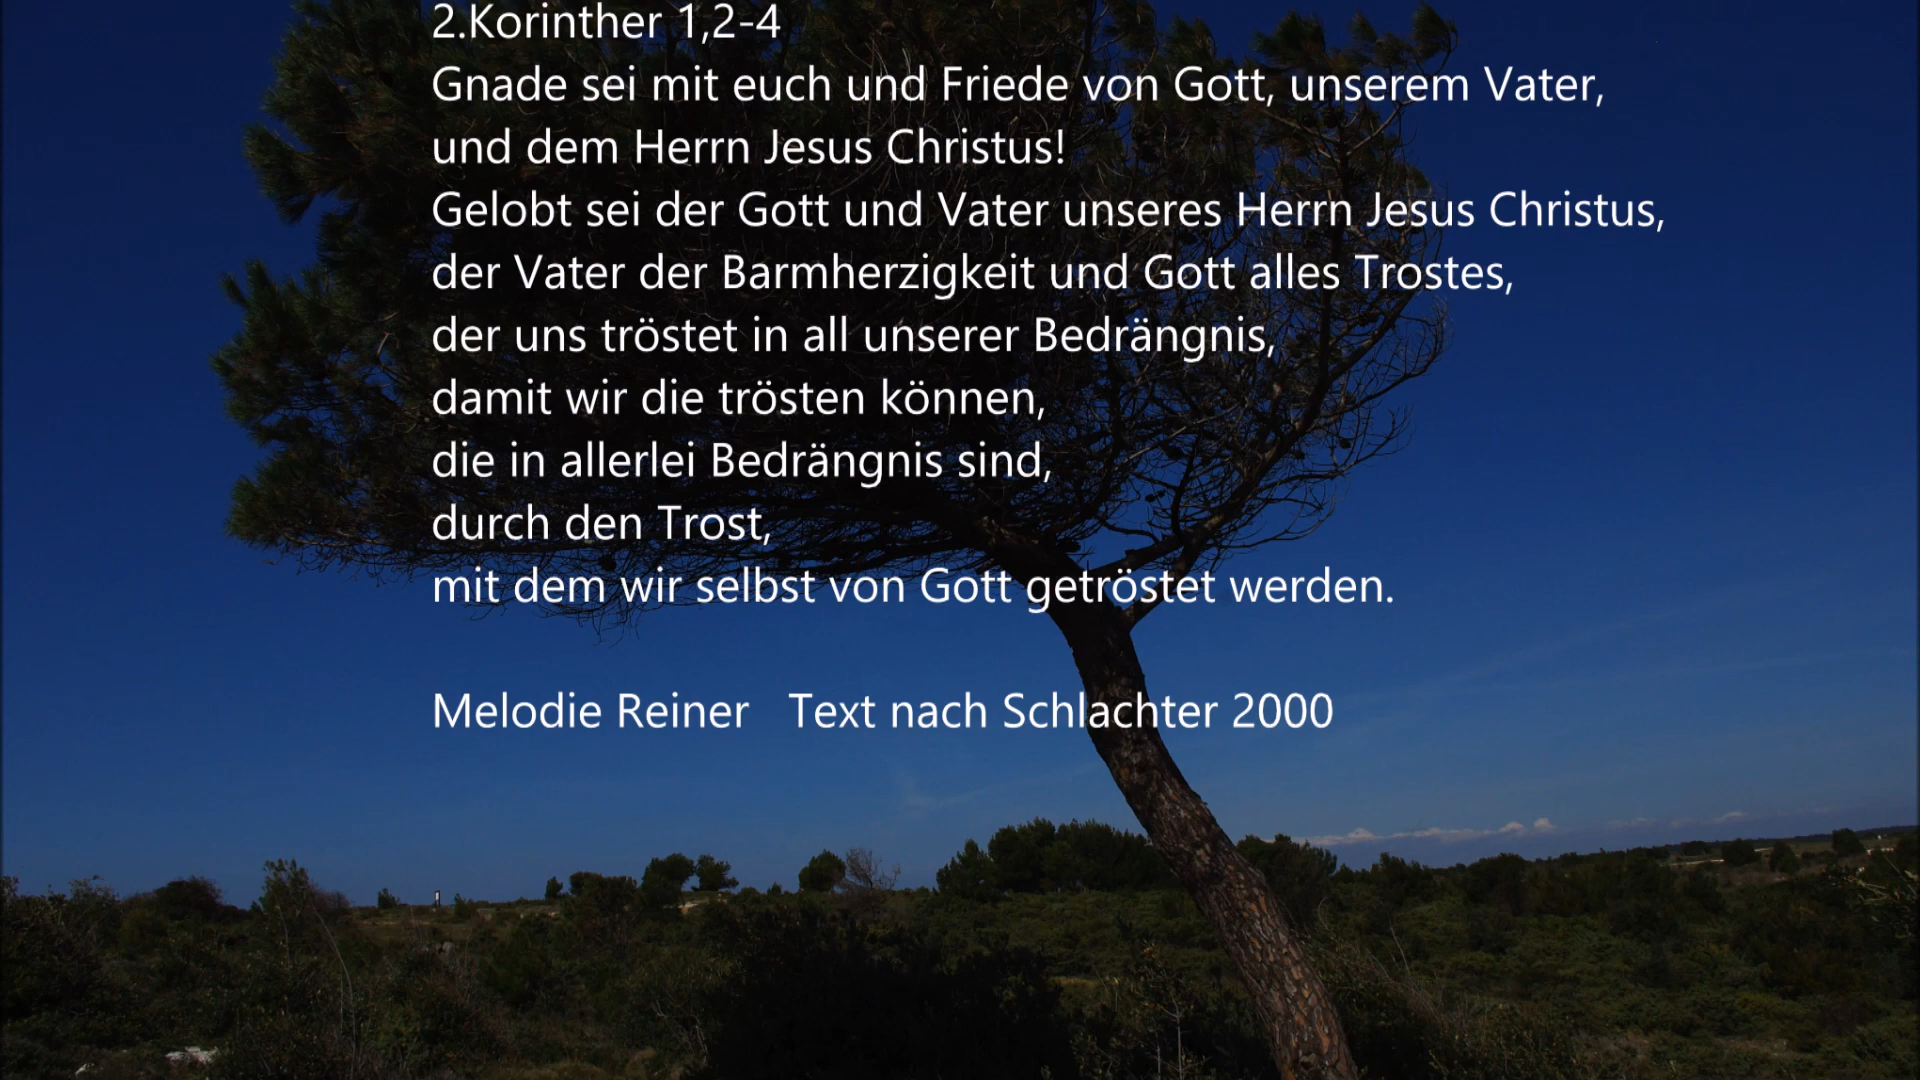 2.Korinther 1,2-4
Gnade sei mit euch und Friede von Gott, unserem Vater,
und dem Herrn Jesus Christus!
Gelobt sei der Gott und Vater unseres Herrn Jesus Christus,
der Vater der Barmherzigkeit und Gott alles Trostes,
der uns tröstet in all unserer Bedrängnis,
damit wir die trösten können,
die in allerlei Bedrängnis sind,
durch den Trost,
mit dem wir selbst von Gott getröstet werden.
Melodie Reiner   Text nach Schlachter 2000